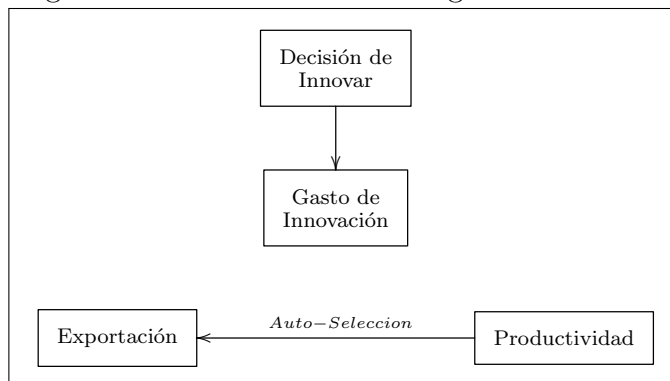 Decisión de
Innovar
Gasto de
Innovación
Auto−Seleccion
Exportación
Productividad